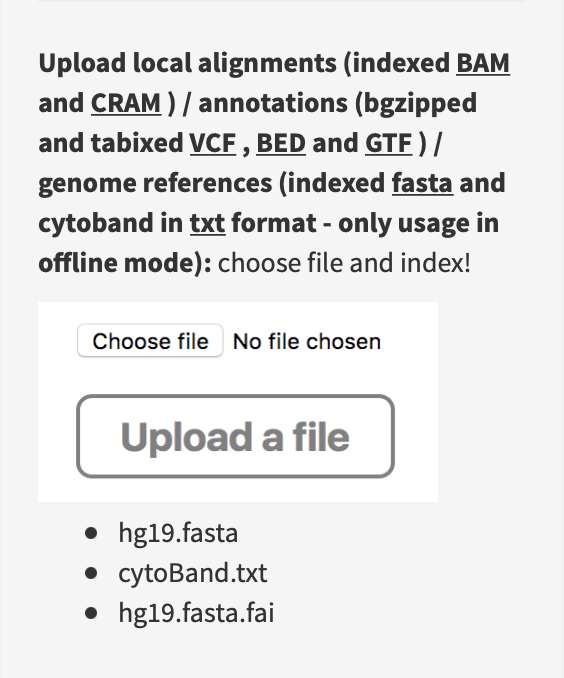 Upload local alignments (indexed BAM
and CRAM ) / annotations (bgzipped
and tabixed VCF , BED and GTF ) /
genome references (indexed fasta and
cytoband in txt format - only usage in
offline mode): choose file and index!
Choose file No file chosen
Upload a file
hg19.fasta
cytoBand.txt
hg19.fasta.fai